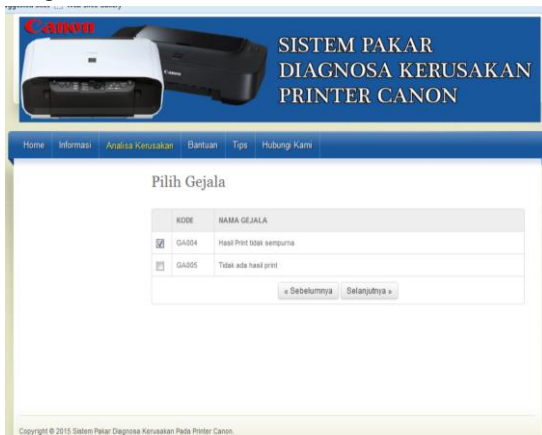 Canon
SISTEM PAKAR
DIAGNOSA KERUSAKAN
PRINTER CANON
Home Informasi Analisa Kerusakan Bantuan Tips Hubungi Kami
Pilih Gejala
KODE NAMA GEJALA
GA004 Hasil Print tidak sempurna
GA005 Tidak ada hasil print
« Sebelumnya Selanjutnya »
Copyright © 2015 Sistem Pakar Diagnosa Kerusakan Pada Printer Canon.